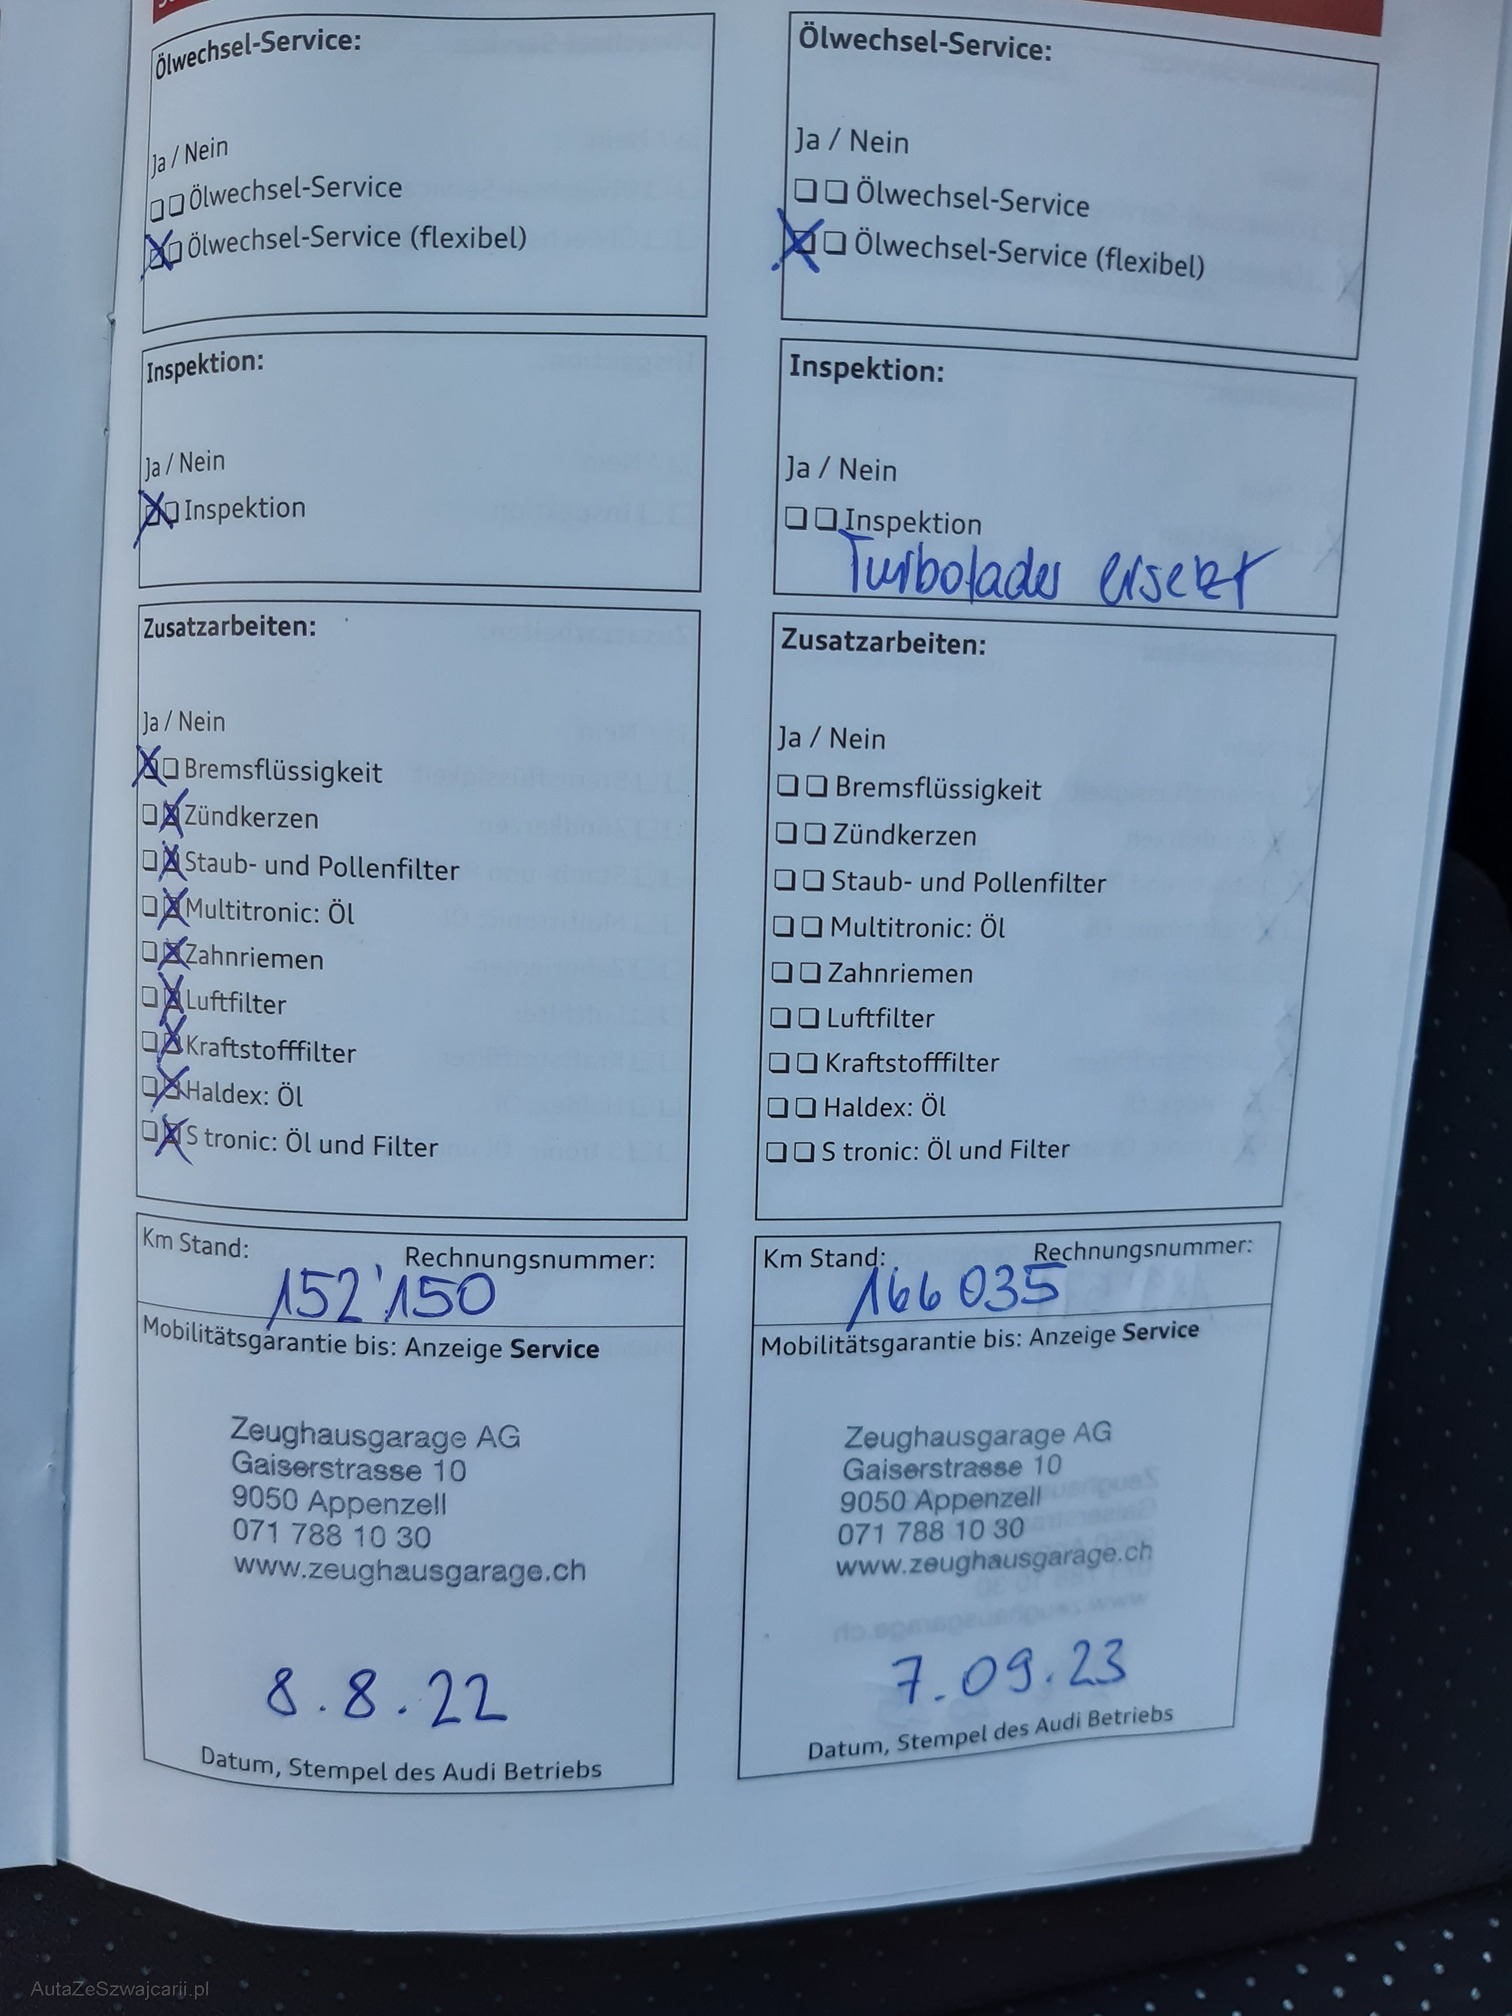 Ölwechsel-Service:
Ja / Nein
Ölwechsel-Service
Ölwechsel-Service (flexibel)
Inspektion:
Ja / Nein
Inspektion
Zusatzarbeiten:
Ja / Nein
Bremsflüssigkeit
Zündkerzen
Staub- und Pollenfilter
Multitronic: Öl
Zahnriemen
Luftfilter
Kraftstofffilter
Haldex: Öl
S tronic: Öl und Filter
Km Stand: Rechnungsnummer:
152'150
Mobilitätsgarantie bis: Anzeige Service
Zeughausgarage AG
Gaiserstrasse 10
9050 Appenzell
071 788 10 30
www.zeughausgarage.ch
8.8.22
Datum, Stempel des Audi Betriebs
Ölwechsel-Service:
Ja / Nein
Ölwechsel-Service
Ölwechsel-Service (flexibel)
Inspektion:
Ja / Nein
Inspektion
Turbolader ersetzt
Zusatzarbeiten:
Ja / Nein
Bremsflüssigkeit
Zündkerzen
Staub- und Pollenfilter
Multitronic: Öl
Zahnriemen
Luftfilter
Kraftstofffilter
Haldex: Öl
S tronic: Öl und Filter
Km Stand: Rechnungsnummer:
166 035
Mobilitätsgarantie bis: Anzeige Service
Zeughausgarage AG
Gaiserstrasse 10
9050 Appenzell
071 788 10 30
www.zeughausgarage.ch
7.09.23
Datum, Stempel des Audi Betriebs
AutaZeSzwajcarii.pl